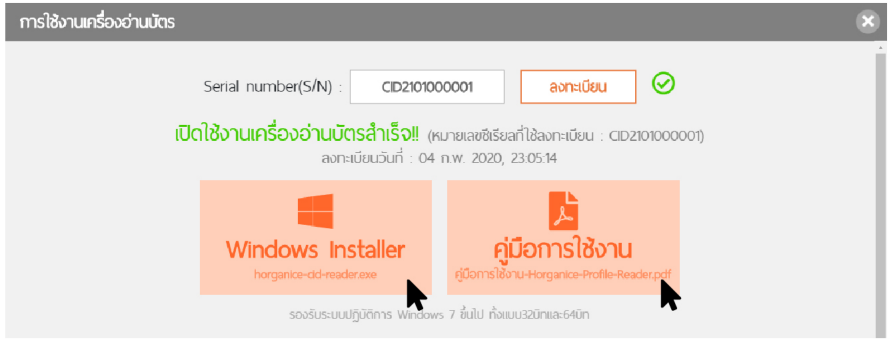 การใช้งานเครื่องอ่านบัตร
Serial number(S/N) : CID2101000001 ลงทะเบียน
เปิดใช้งานเครื่องอ่านบัตรสำเร็จ!! (หมายเลขซีเรียลที่ใช้ลงทะเบียน : CID2101000001)
ลงทะเบียนวันที่ : 04 ก.พ. 2020, 23:05:14
Windows Installer
horganice-cid-reader.exe
คู่มือการใช้งาน
คู่มือการใช้งาน-Horganice-Profile-Reader.pdf
รองรับระบบปฏิบัติการ Windows 7 ขึ้นไป ทั้งแบบ32บิทและ64บิท